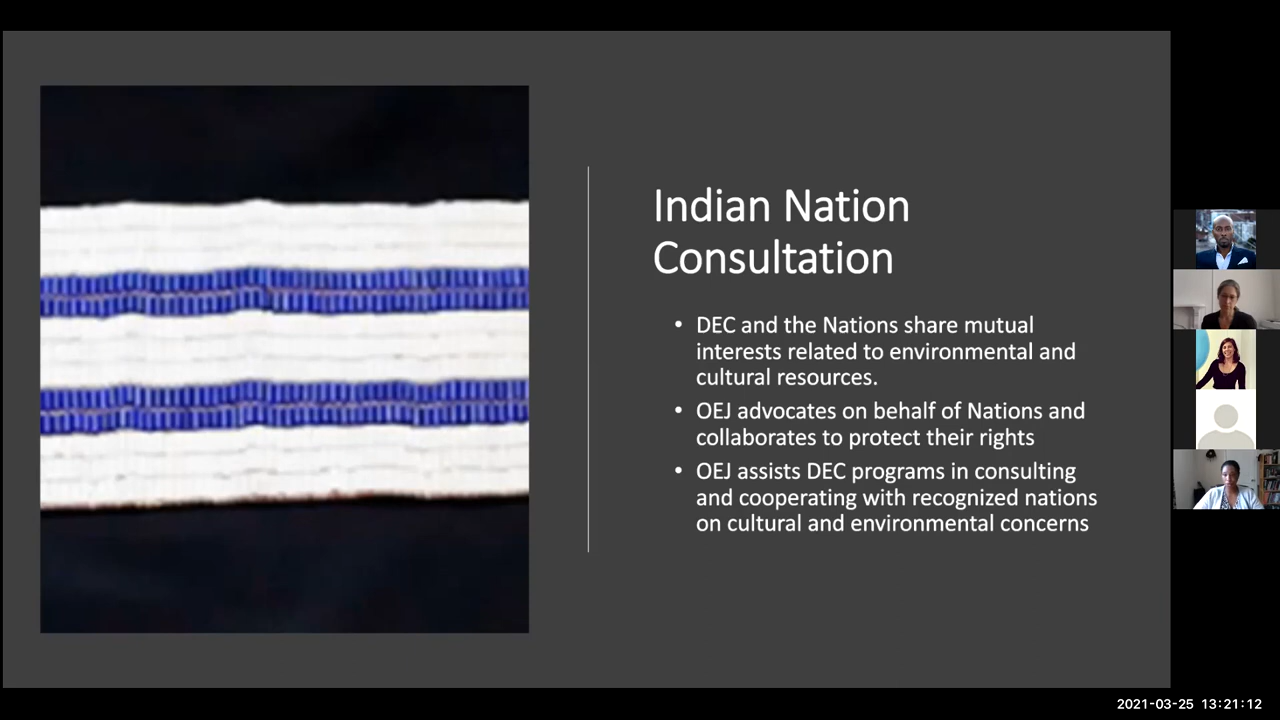 Indian Nation
Consultation
• DEC and the Nations share mutual
interests related to environmental and
cultural resources.
• OEJ advocates on behalf of Nations and
collaborates to protect their rights
• OEJ assists DEC programs in consulting
and cooperating with recognized nations
on cultural and environmental concerns
2021-03-25 13:21:12